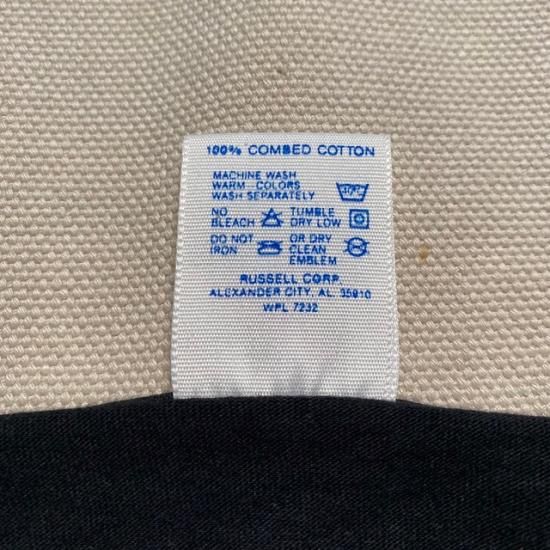 100% COMBED COTTON
MACHINE WASH
WARM - COLORS
WASH SEPARATELY
NO BLEACH TUMBLE DRY LOW
DO NOT IRON OR DRY CLEAN EMBLEM
RUSSELL CORP.
ALEXANDER CITY, AL. 35010
WPL 7232